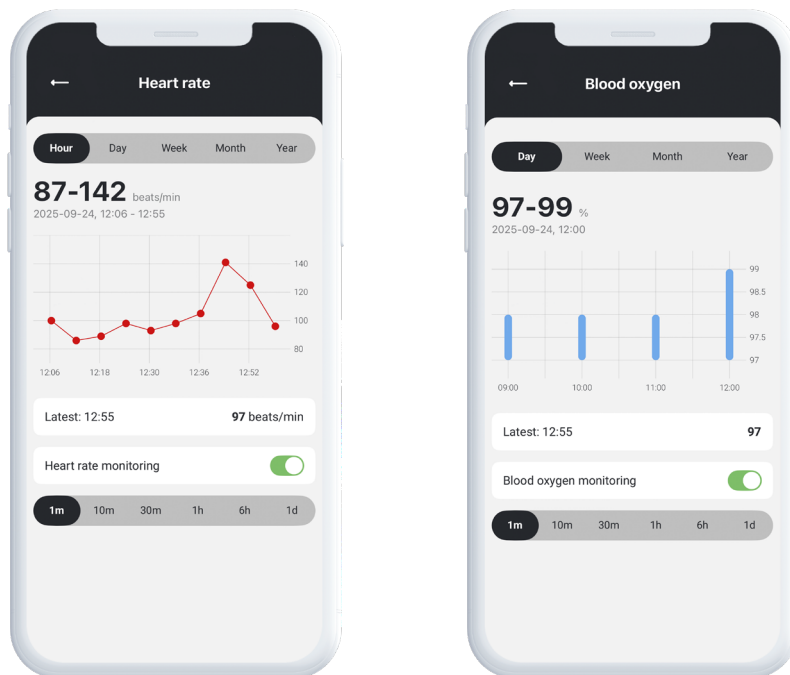 Heart rate
Hour Day Week Month Year
87-142 beats/min
2025-09-24, 12:06 - 12:55
140
120
100
80
12:06 12:18 12:30 12:36 12:52
Latest: 12:55 97 beats/min
Heart rate monitoring
1m 10m 30m 1h 6h 1d
Blood oxygen
Day Week Month Year
97-99 %
2025-09-24, 12:00
99
98.5
98
97.5
97
09:00 10:00 11:00 12:00
Latest: 12:55 97
Blood oxygen monitoring
1m 10m 30m 1h 6h 1d